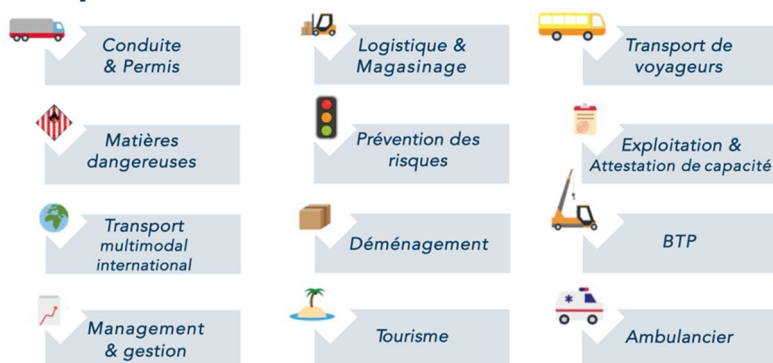 Conduite
& Permis
Logistique &
Magasinage
Transport de
voyageurs
Matières
dangereuses
Prévention des
risques
Exploitation &
Attestation de capacité
Transport
multimodal
international
Déménagement
BTP
Management
& gestion
Tourisme
Ambulancier